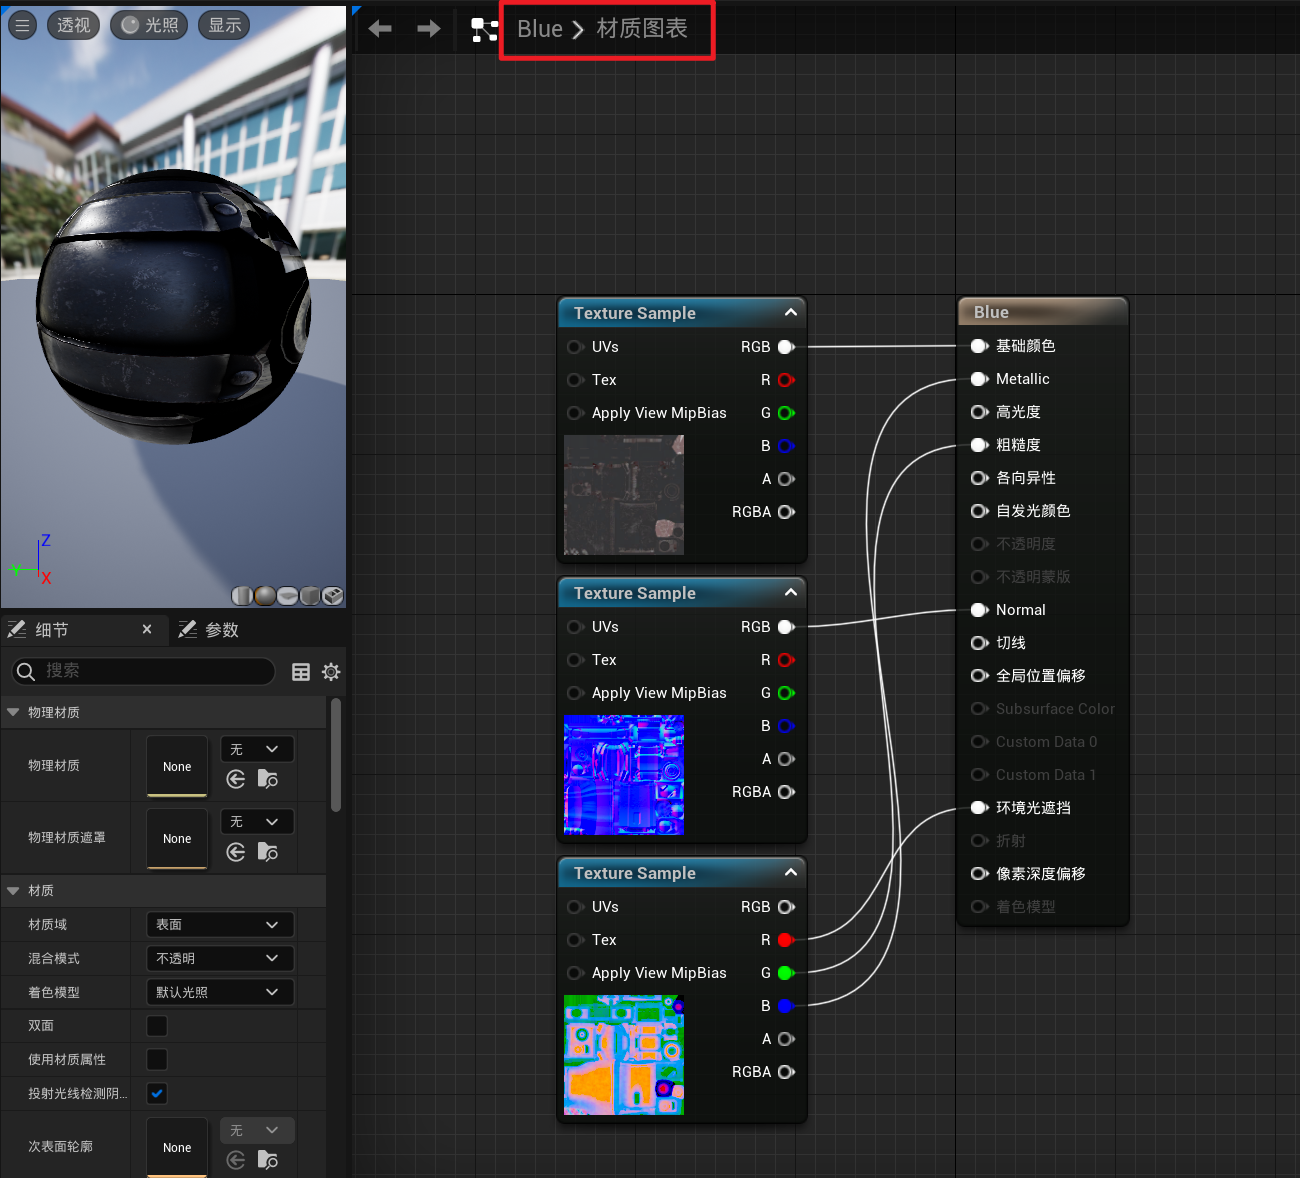 透视
光照
显示
Blue
材质图表
Z
Y
X
细节
参数
搜索
物理材质
物理材质
None
无
物理材质遮罩
None
无
材质
材质域
表面
混合模式
不透明
着色模型
默认光照
双面
使用材质属性
投射光线检测阴...
次表面轮廓
None
无
Texture Sample
UVs
RGB
Tex
R
Apply View MipBias
G
B
A
RGBA
Texture Sample
UVs
RGB
Tex
R
Apply View MipBias
G
B
A
RGBA
Texture Sample
UVs
RGB
Tex
R
Apply View MipBias
G
B
A
RGBA
Blue
基础颜色
Metallic
高光度
粗糙度
各向异性
自发光颜色
不透明度
不透明蒙版
Normal
切线
全局位置偏移
Subsurface Color
Custom Data 0
Custom Data 1
环境光遮挡
折射
像素深度偏移
着色模型